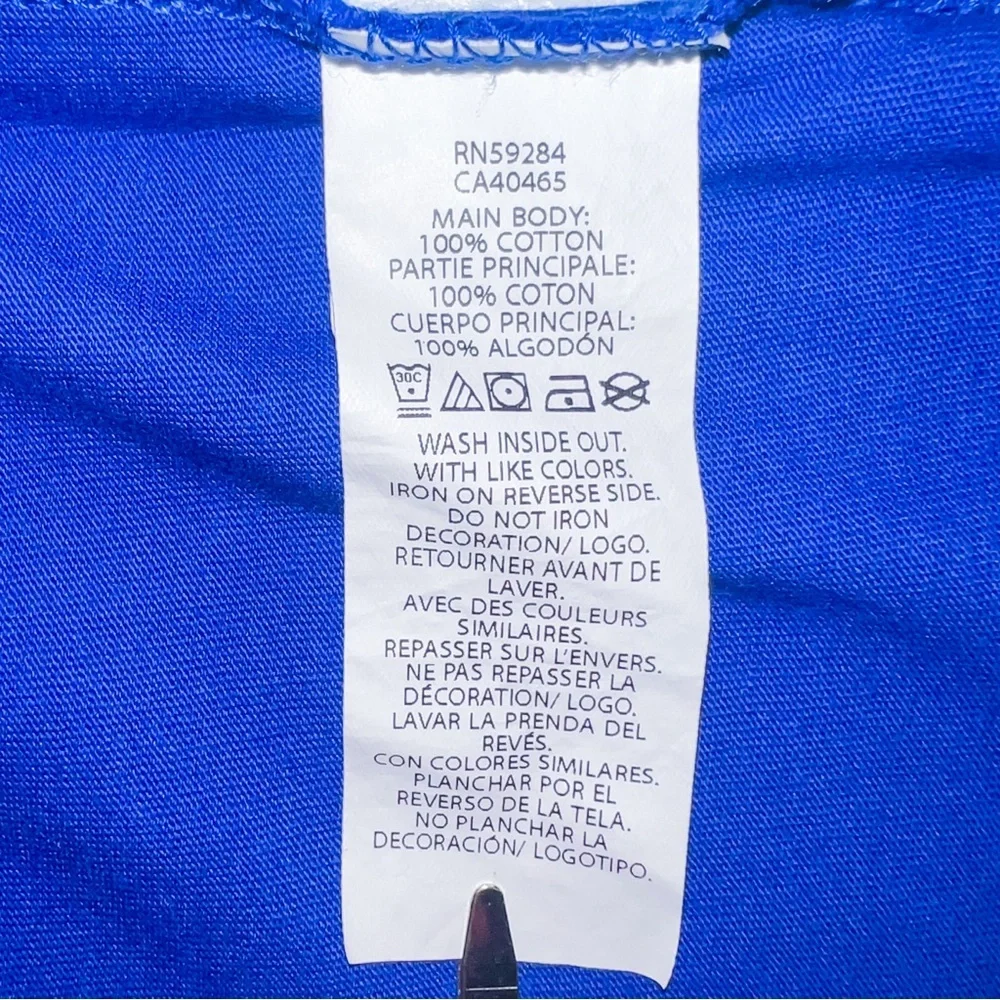 RN59284
CA40465
MAIN BODY:
100% COTTON
PARTIE PRINCIPALE:
100% COTON
CUERPO PRINCIPAL:
100% ALGODÓN
30C
WASH INSIDE OUT.
WITH LIKE COLORS.
IRON ON REVERSE SIDE.
DO NOT IRON
DECORATION/ LOGO.
RETOURNER AVANT DE
LAVER.
AVEC DES COULEURS
SIMILAIRES.
REPASSER SUR L'ENVERS.
NE PAS REPASSER LA
DÉCORATION/ LOGO.
LAVAR LA PRENDA DEL
REVÉS.
CON COLORES SIMILARES.
PLANCHAR POR EL
REVERSO DE LA TELA.
NO PLANCHAR LA
DECORACIÓN/ LOGOTIPO.